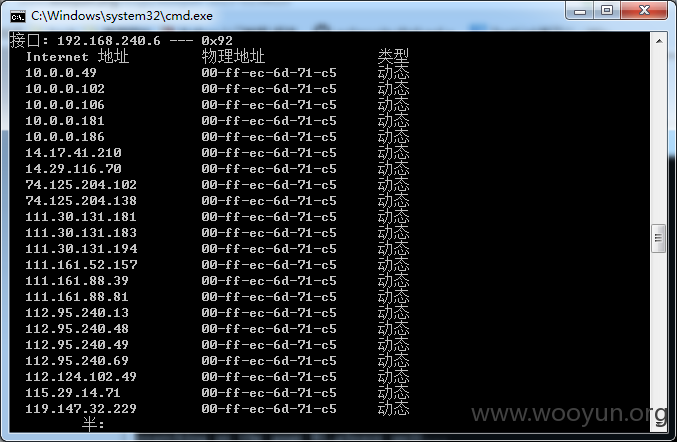 C:\Windows\system32\cmd.exe
接口: 192.168.240.6 --- 0x92
Internet 地址 物理地址 类型
10.0.0.49 00-ff-ec-6d-71-c5 动态
10.0.0.102 00-ff-ec-6d-71-c5 动态
10.0.0.106 00-ff-ec-6d-71-c5 动态
10.0.0.181 00-ff-ec-6d-71-c5 动态
10.0.0.186 00-ff-ec-6d-71-c5 动态
14.17.41.210 00-ff-ec-6d-71-c5 动态
14.29.116.70 00-ff-ec-6d-71-c5 动态
74.125.204.102 00-ff-ec-6d-71-c5 动态
74.125.204.138 00-ff-ec-6d-71-c5 动态
111.30.131.181 00-ff-ec-6d-71-c5 动态
111.30.131.183 00-ff-ec-6d-71-c5 动态
111.30.131.194 00-ff-ec-6d-71-c5 动态
111.161.52.157 00-ff-ec-6d-71-c5 动态
111.161.88.39 00-ff-ec-6d-71-c5 动态
111.161.88.81 00-ff-ec-6d-71-c5 动态
112.95.240.13 00-ff-ec-6d-71-c5 动态
112.95.240.48 00-ff-ec-6d-71-c5 动态
112.95.240.49 00-ff-ec-6d-71-c5 动态
112.95.240.69 00-ff-ec-6d-71-c5 动态
112.124.102.49 00-ff-ec-6d-71-c5 动态
115.29.14.71 00-ff-ec-6d-71-c5 动态
119.147.32.229 00-ff-ec-6d-71-c5 动态
半:
www.wooyun.org